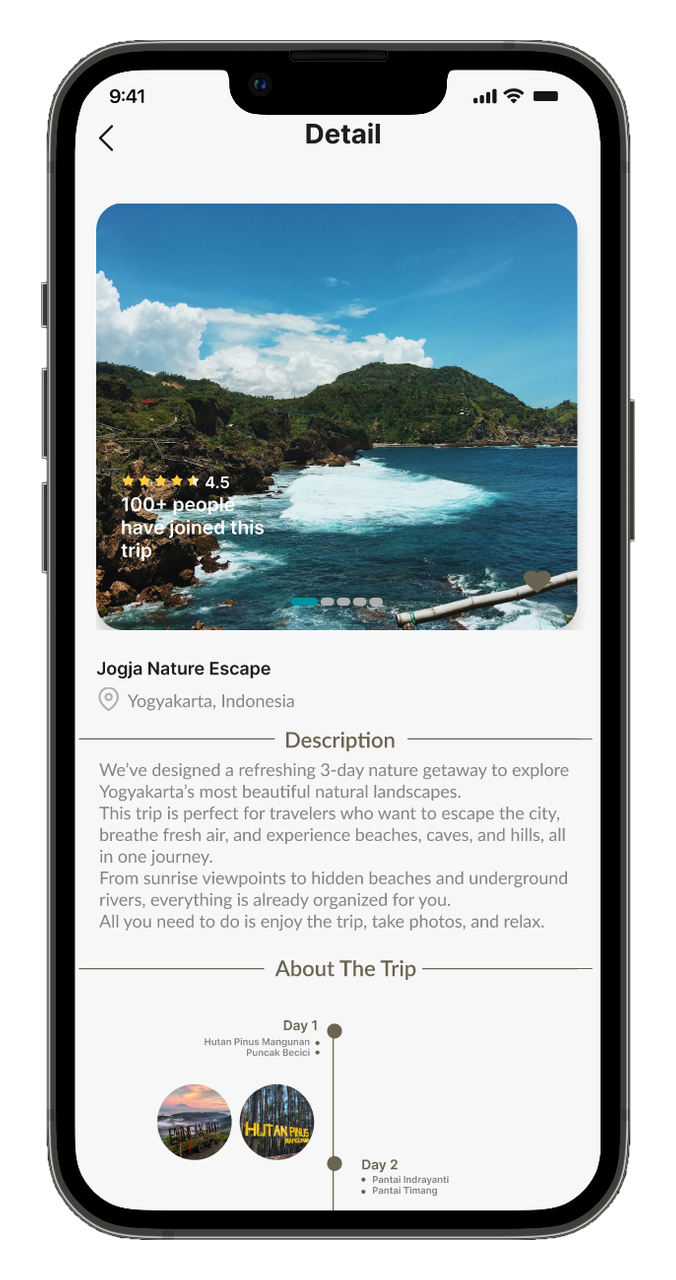 9:41
Detail
4.5
100+ people
have joined this
trip
Jogja Nature Escape
Yogyakarta, Indonesia
Description
We’ve designed a refreshing 3-day nature getaway to explore
Yogyakarta’s most beautiful natural landscapes.
This trip is perfect for travelers who want to escape the city,
breathe fresh air, and experience beaches, caves, and hills, all
in one journey.
From sunrise viewpoints to hidden beaches and underground
rivers, everything is already organized for you.
All you need to do is enjoy the trip, take photos, and relax.
About The Trip
Day 1
Hutan Pinus Mangunan •
Puncak Becici •
HUTAN PINUS
MANGUNAN
Day 2
• Pantai Indrayanti
• Pantai Timang